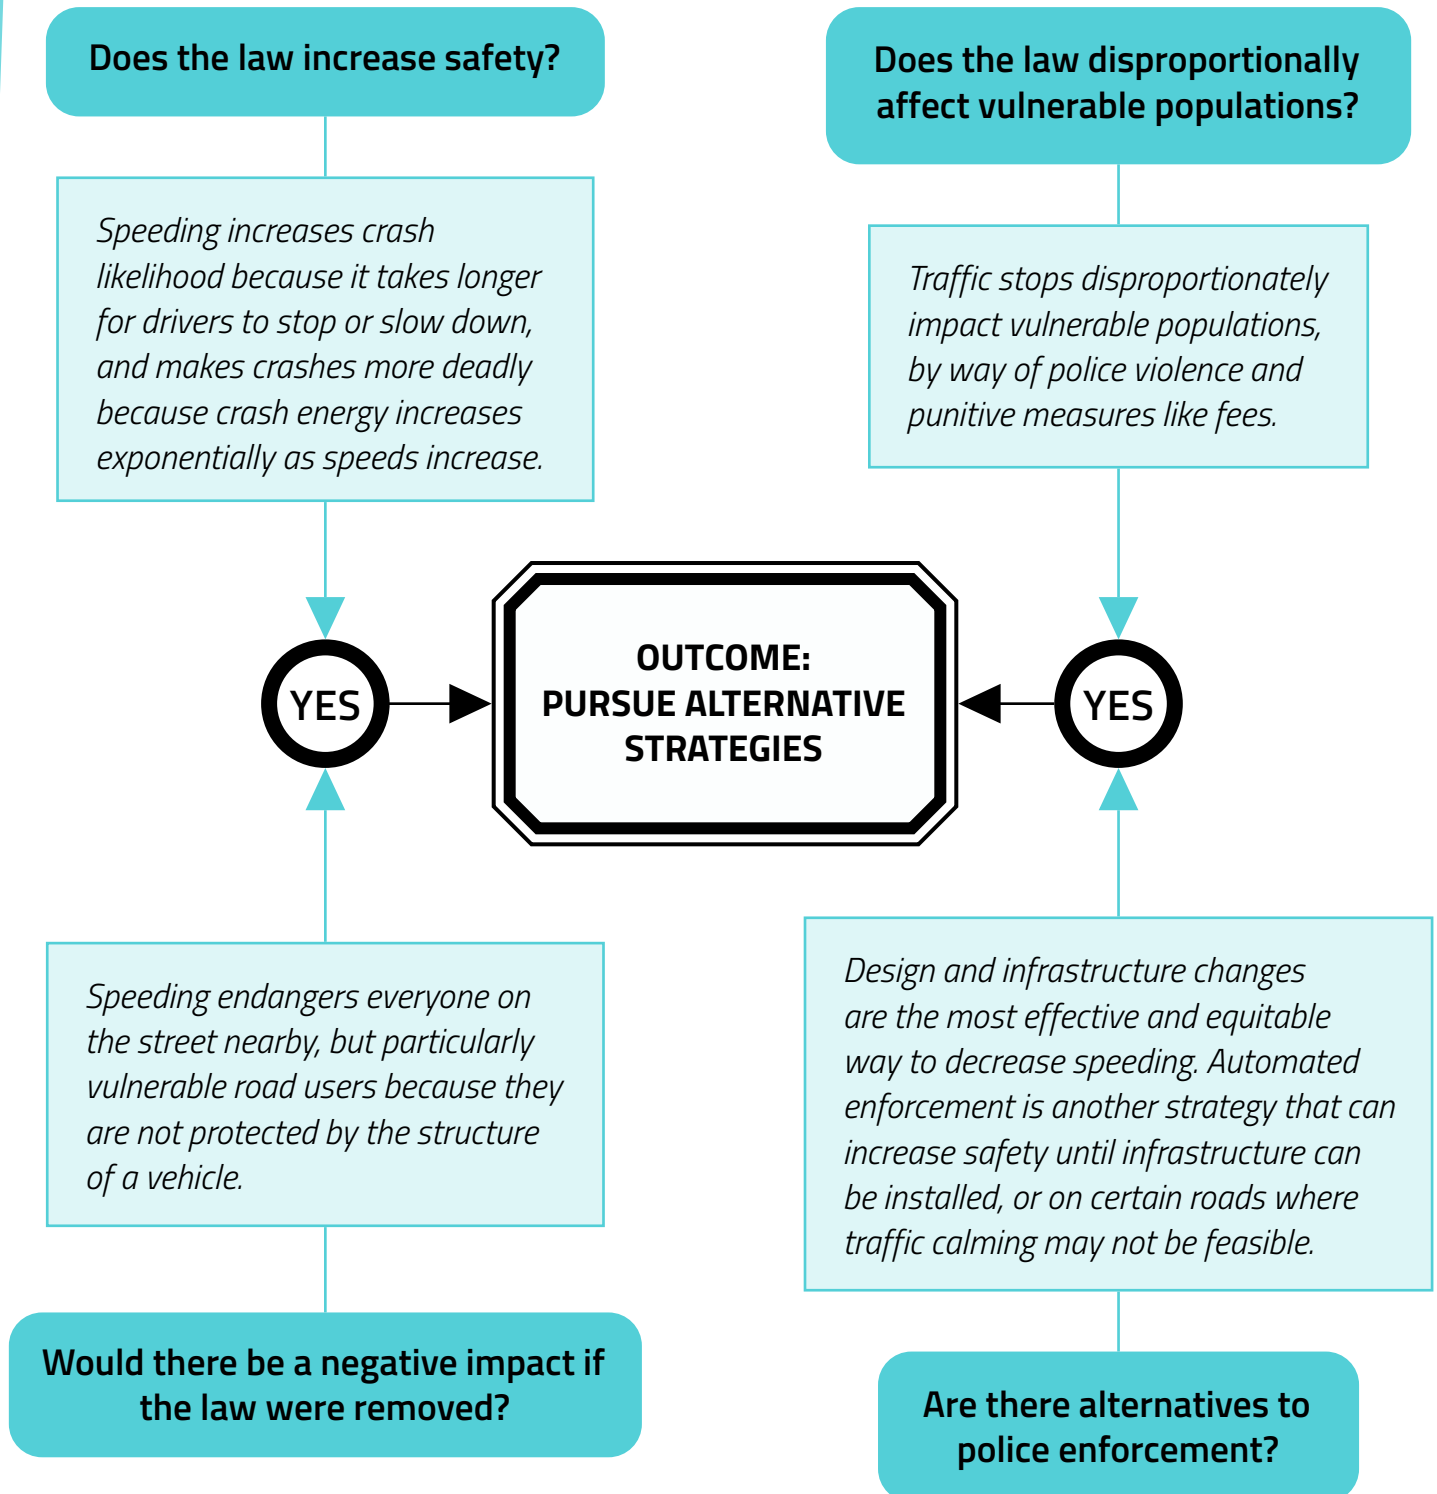 Does the law increase safety?
Speeding increases crash
likelihood because it takes longer
for drivers to stop or slow down,
and makes crashes more deadly
because crash energy increases
exponentially as speeds increase.
Does the law disproportionally
affect vulnerable populations?
Traffic stops disproportionately
impact vulnerable populations,
by way of police violence and
punitive measures like fees.
YES
OUTCOME:
PURSUE ALTERNATIVE
STRATEGIES
YES
Speeding endangers everyone on
the street nearby, but particularly
vulnerable road users because they
are not protected by the structure
of a vehicle.
Would there be a negative impact if
the law were removed?
Design and infrastructure changes
are the most effective and equitable
way to decrease speeding. Automated
enforcement is another strategy that can
increase safety until infrastructure can
be installed, or on certain roads where
traffic calming may not be feasible.
Are there alternatives to
police enforcement?